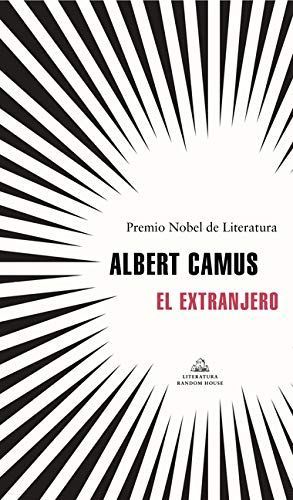 Premio Nobel de Literatura
ALBERT CAMUS
EL EXTRANJERO
LITERATURA
RANDOM HOUSE